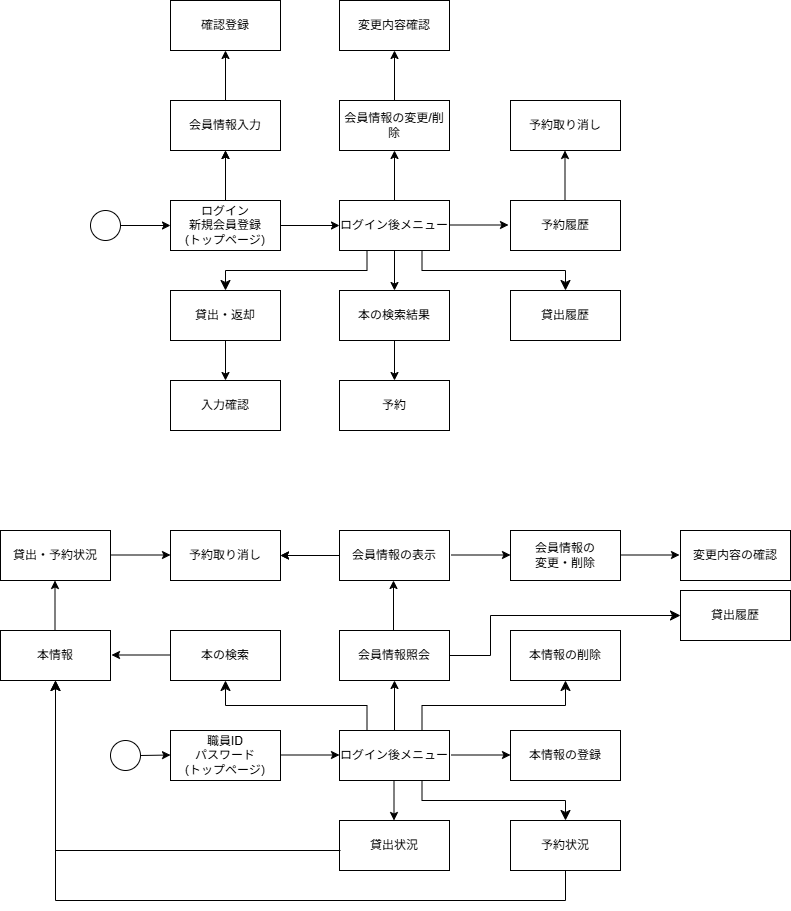 確認登録
変更内容確認
会員情報入力
会員情報の変更/削
除
予約取り消し
ログイン
新規会員登録
(トップページ)
ログイン後メニュー
予約履歴
貸出・返却
本の検索結果
貸出履歴
入力確認
予約
貸出・予約状況
予約取り消し
会員情報の表示
会員情報の
変更・削除
変更内容の確認
貸出履歴
本情報
本の検索
会員情報照会
本情報の削除
職員ID
パスワード
(トップページ)
ログイン後メニュー
本情報の登録
貸出状況
予約状況